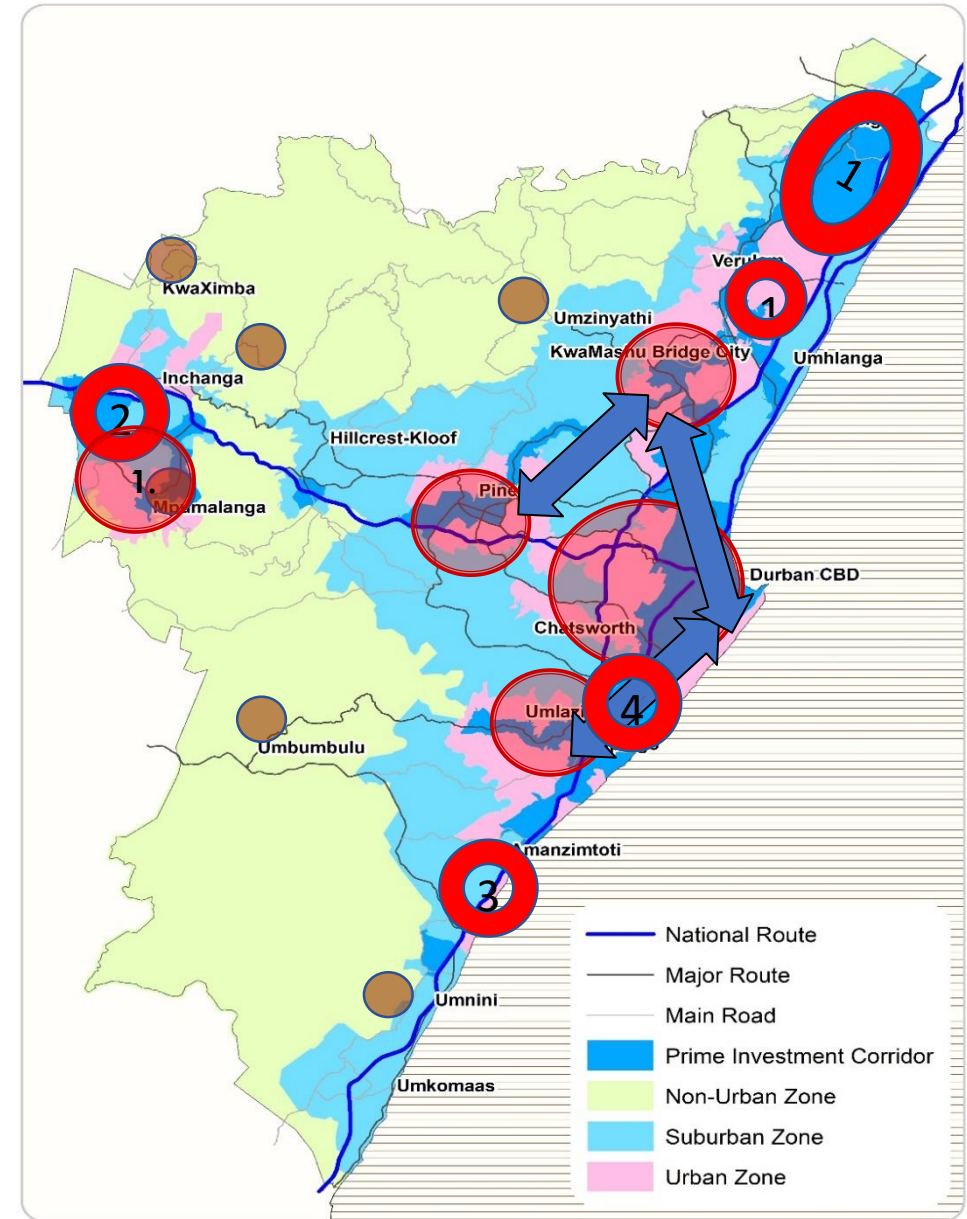 1
Verulam
1
KwaXimba
Umzinyathi
KwaMashu Bridge City
Umhlanga
Inchanga
2
Hillcrest-Kloof
1.
Pine
Mpumalanga
Durban CBD
Chatsworth
Umlazi
4
Umbumbulu
Amanzimtoti
3
Umnini
Umkomaas
National Route
Major Route
Main Road
Prime Investment Corridor
Non-Urban Zone
Suburban Zone
Urban Zone